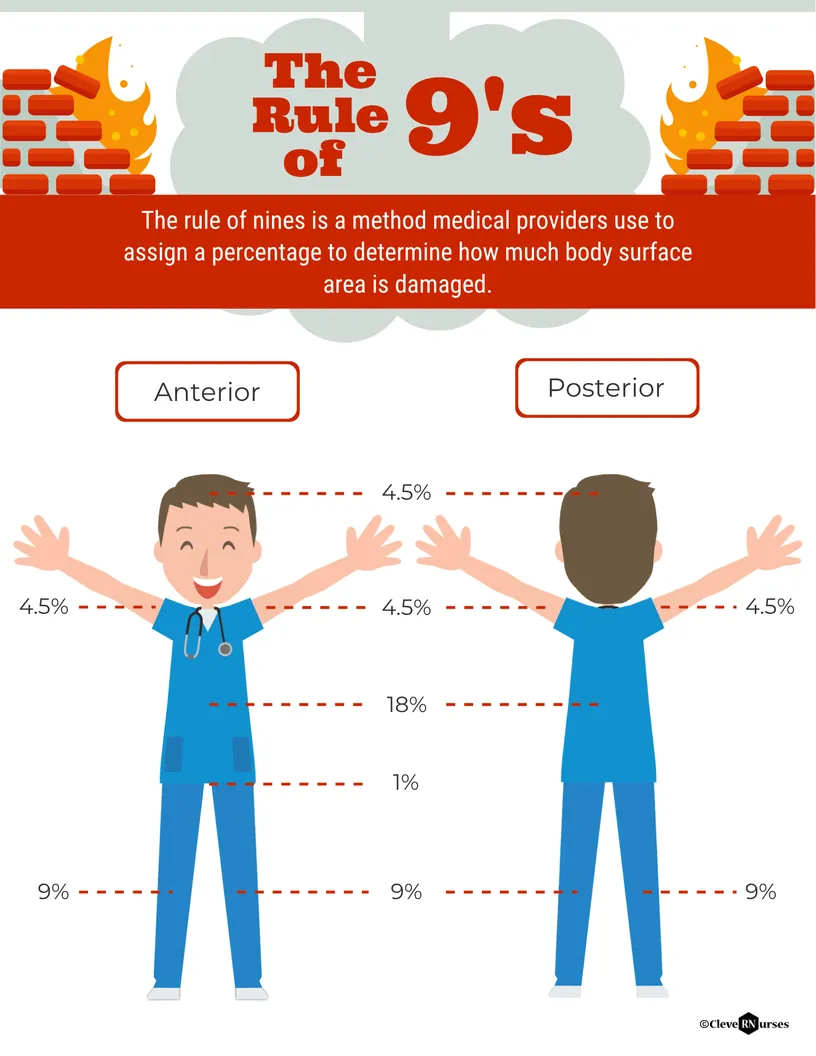 The
Rule
of
9's
The rule of nines is a method medical providers use to
assign a percentage to determine how much body surface
area is damaged.
Anterior
Posterior
4.5%
4.5%
4.5%
4.5%
18%
1%
9%
9%
9%
©CleveRNurses